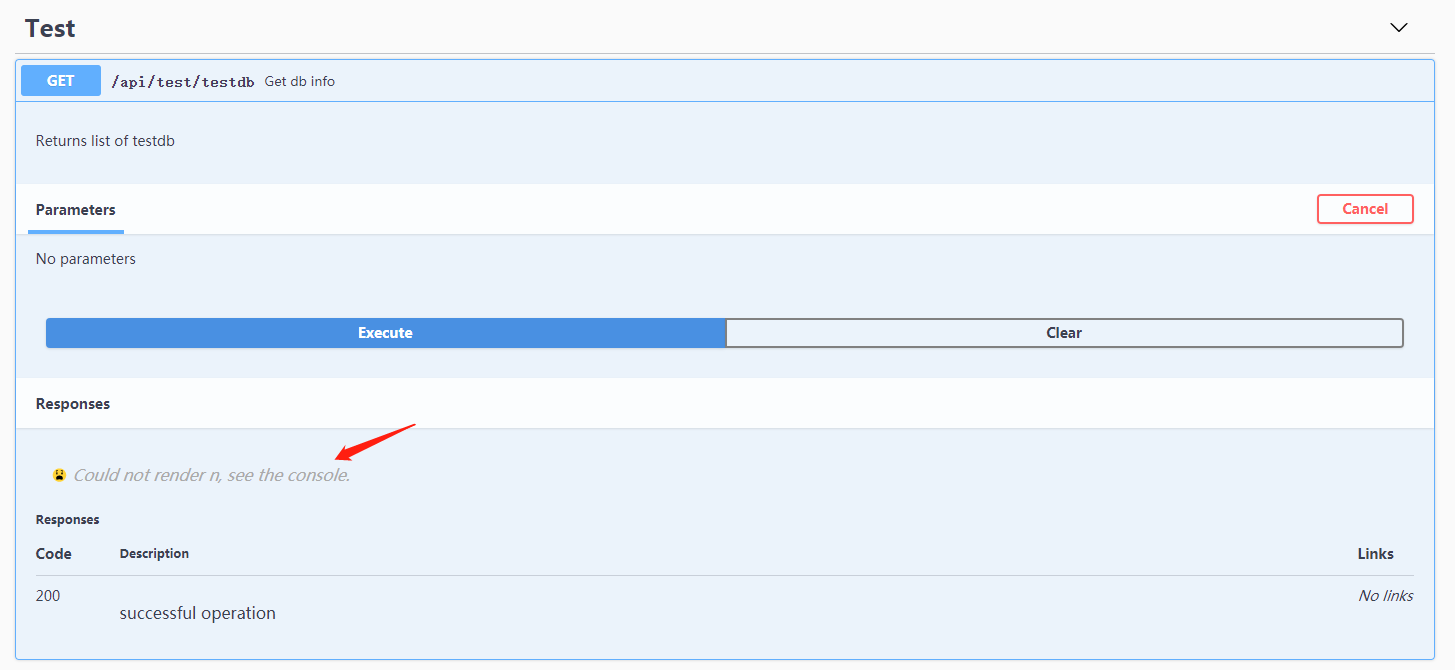 Test
GET /api/test/testdb Get db info
Returns list of testdb
Parameters Cancel
No parameters
Execute Clear
Responses
Could not render n, see the console.
Responses
Code Description Links
200 No links
successful operation